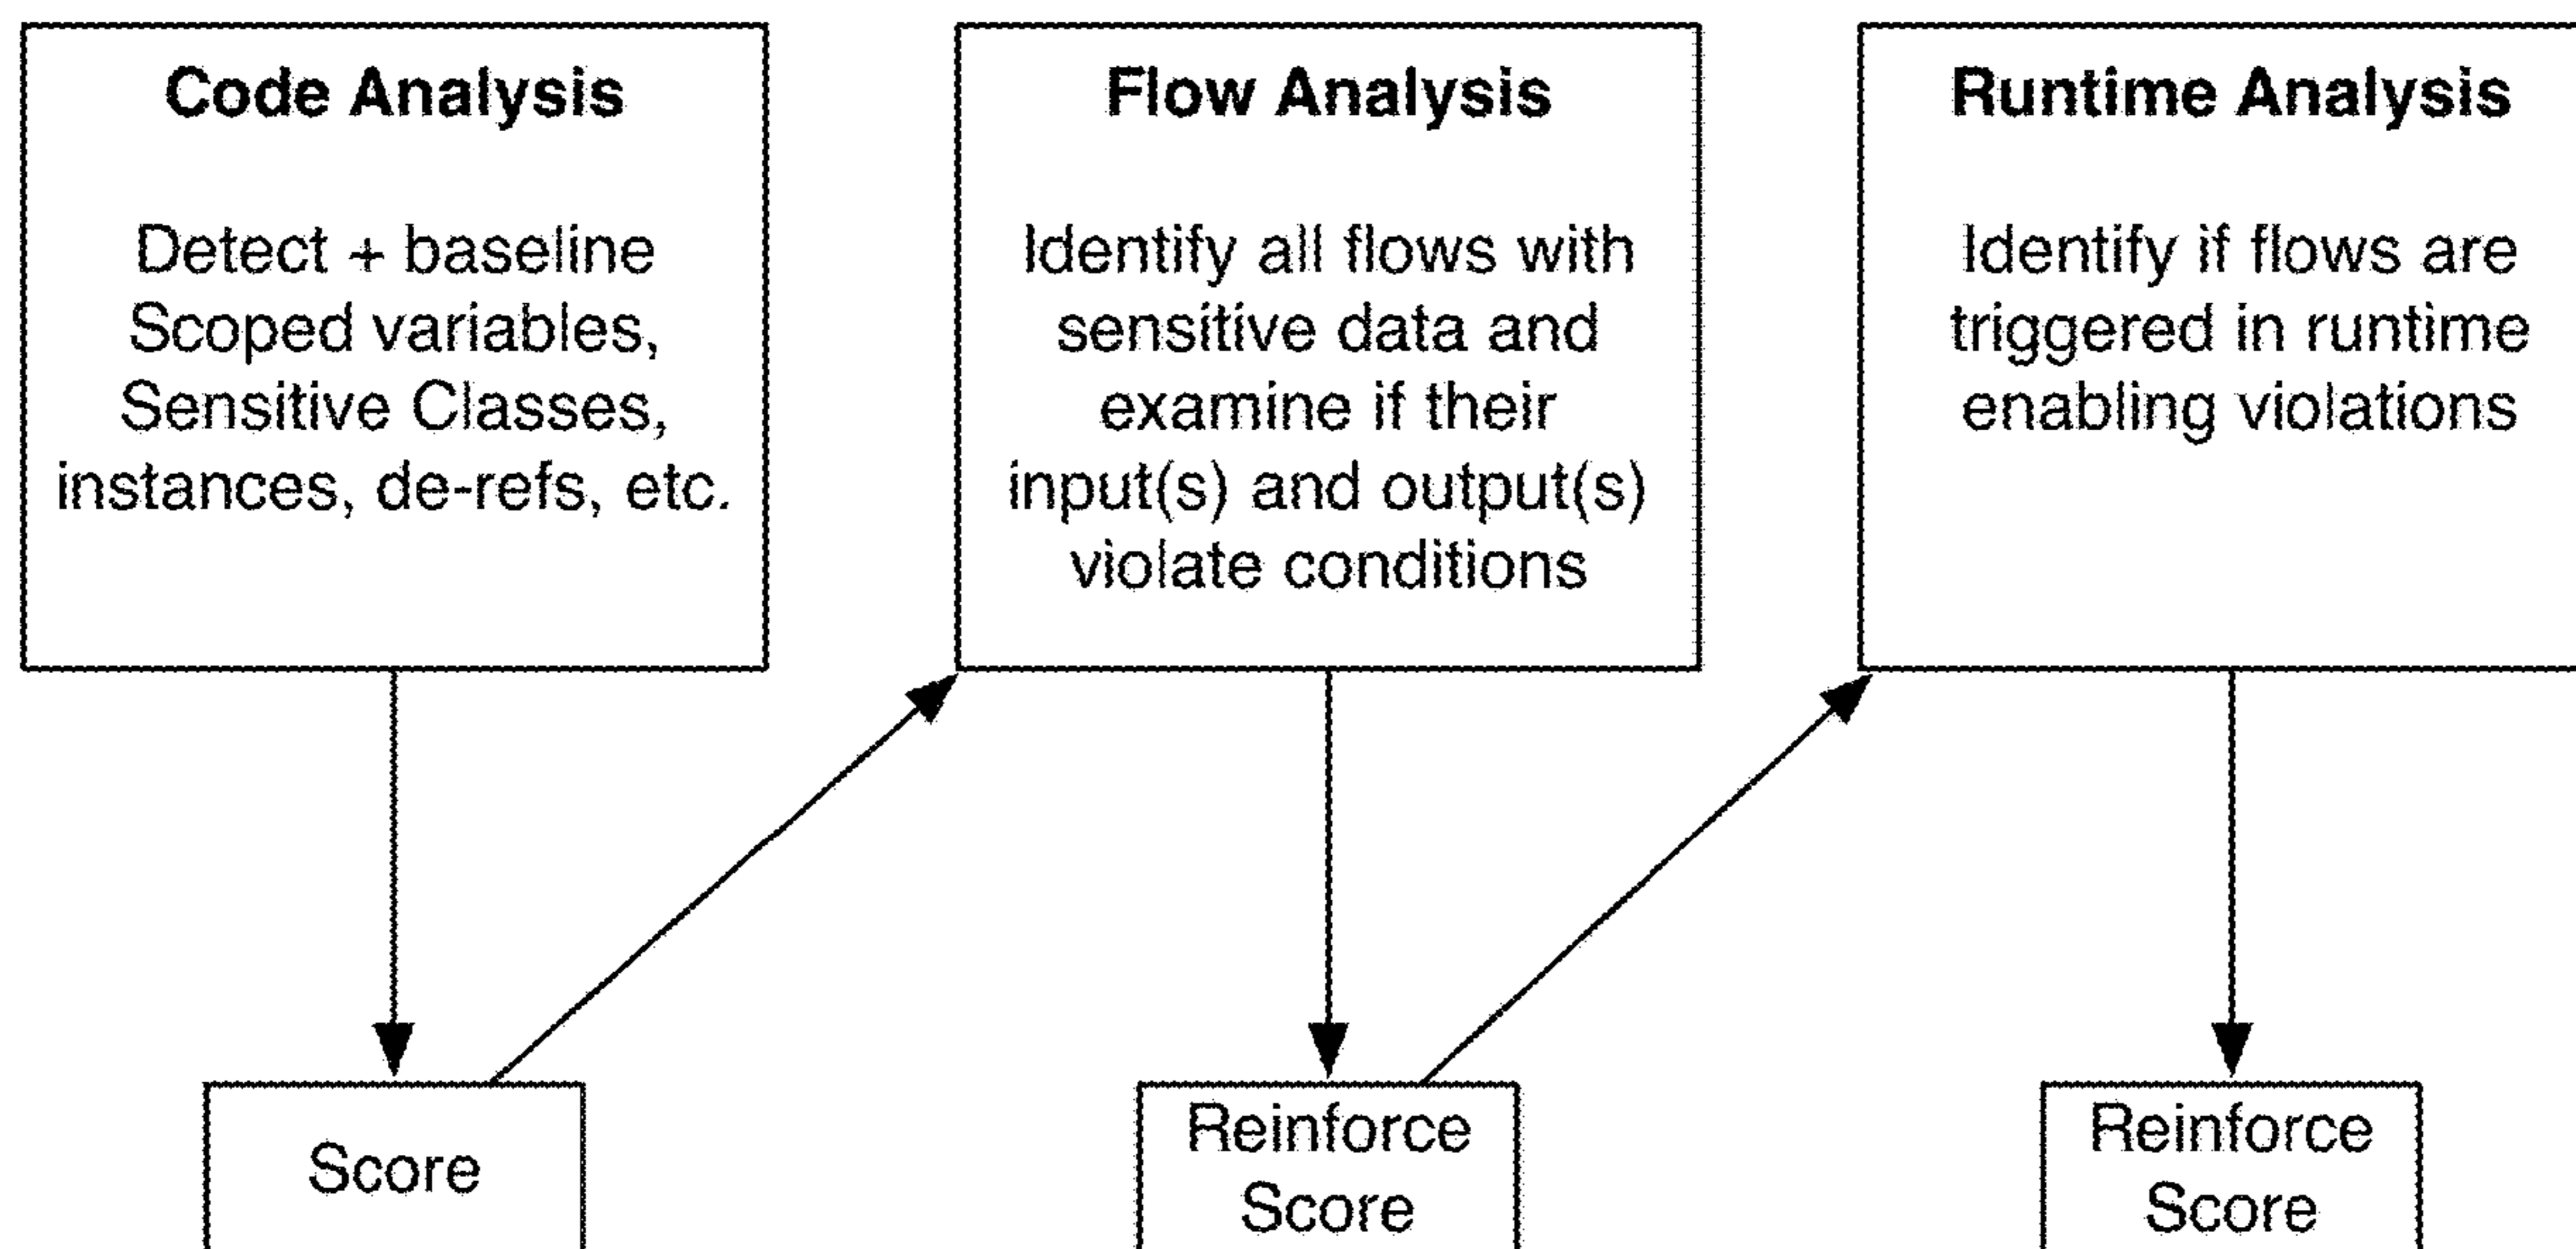 Code Analysis
Detect + baseline
Scoped variables,
Sensitive Classes,
instances, de-refs, etc.
Flow Analysis
Identify all flows with
sensitive data and
examine if their
input(s) and output(s)
violate conditions
Runtime Analysis
Identify if flows are
triggered in runtime
enabling violations
Score
Reinforce
Score
Reinforce
Score